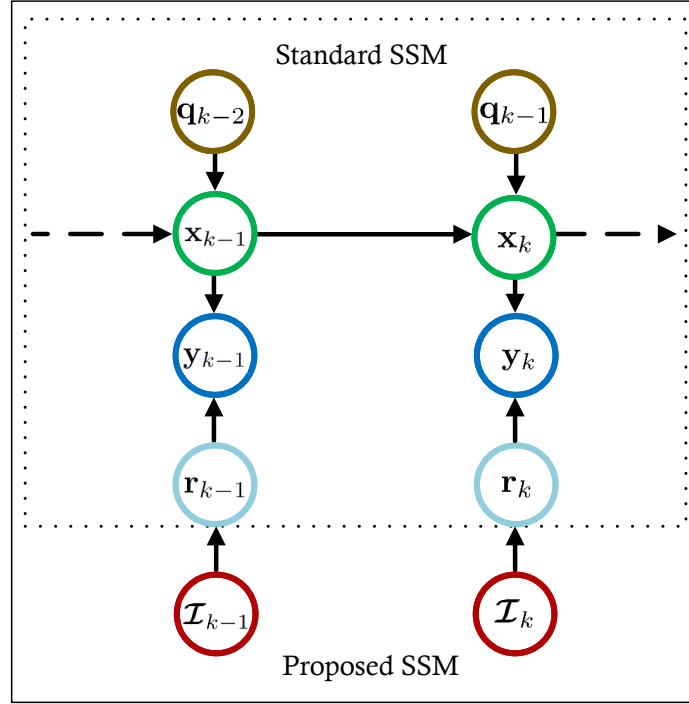 Standard SSM
q_{k−2} q_{k−1}
x_{k−1} x_k
y_{k−1} y_k
r_{k−1} r_k
ℐ_{k−1} ℐ_k
Proposed SSM